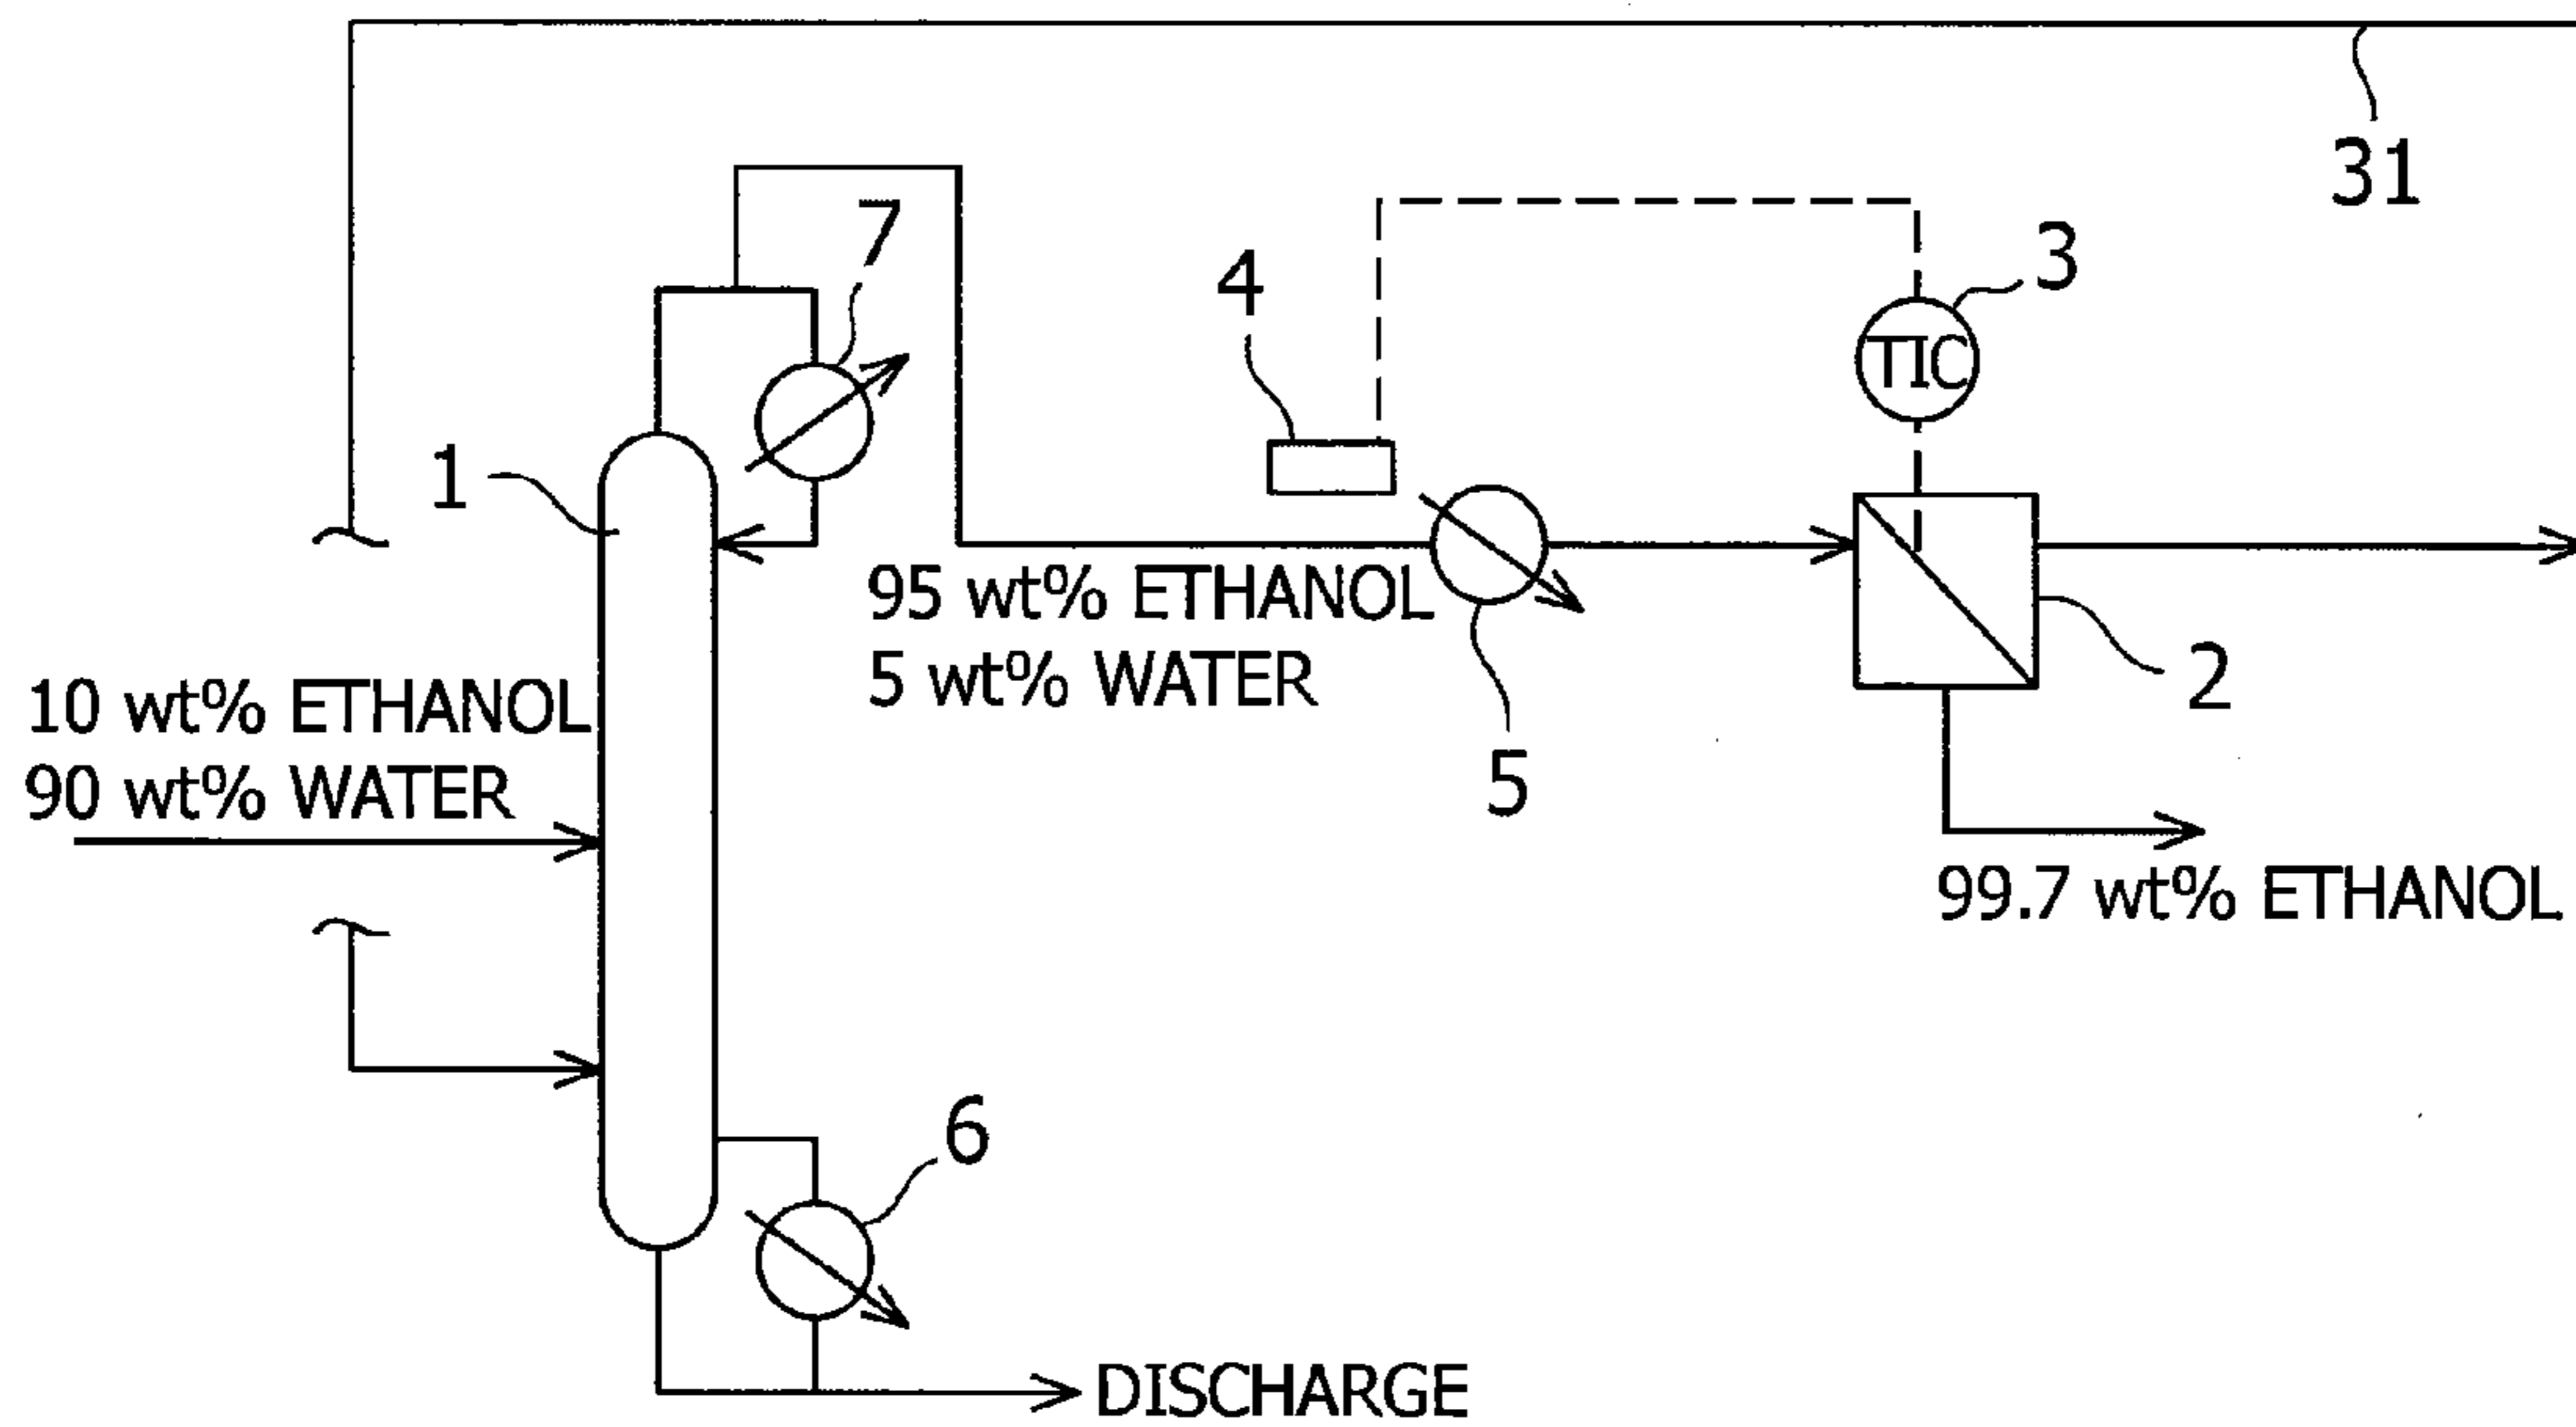 31
7
4
3
TIC
1
95 wt% ETHANOL
5 wt% WATER
2
10 wt% ETHANOL
90 wt% WATER
5
99.7 wt% ETHANOL
6
DISCHARGE